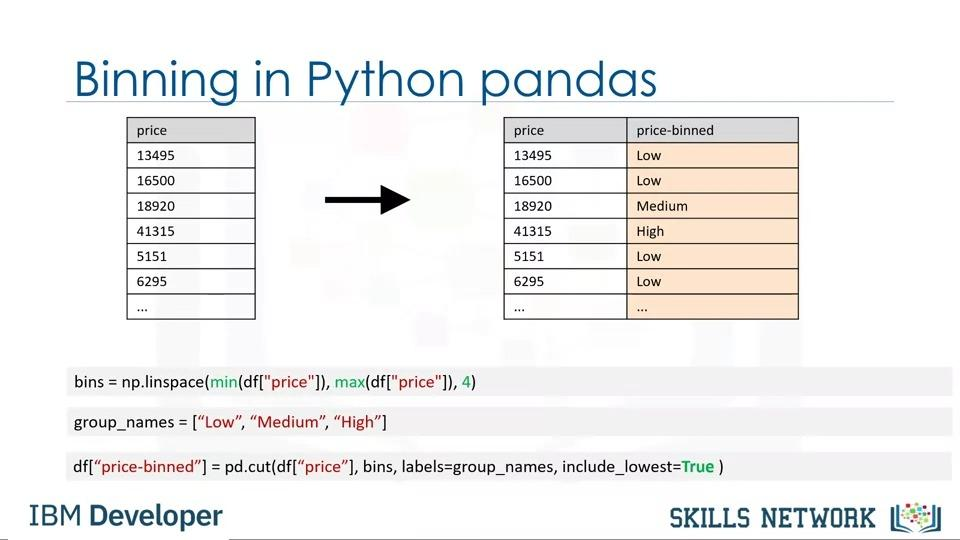 Binning in Python pandas
price
13495
16500
18920
41315
5151
6295
...
price price-binned
13495 Low
16500 Low
18920 Medium
41315 High
5151 Low
6295 Low
... ...
bins = np.linspace(min(df["price"]), max(df["price"]), 4)
group_names = [“Low”, “Medium”, “High”]
df[“price-binned”] = pd.cut(df[“price”], bins, labels=group_names, include_lowest=True )
IBM Developer
SKILLS NETWORK